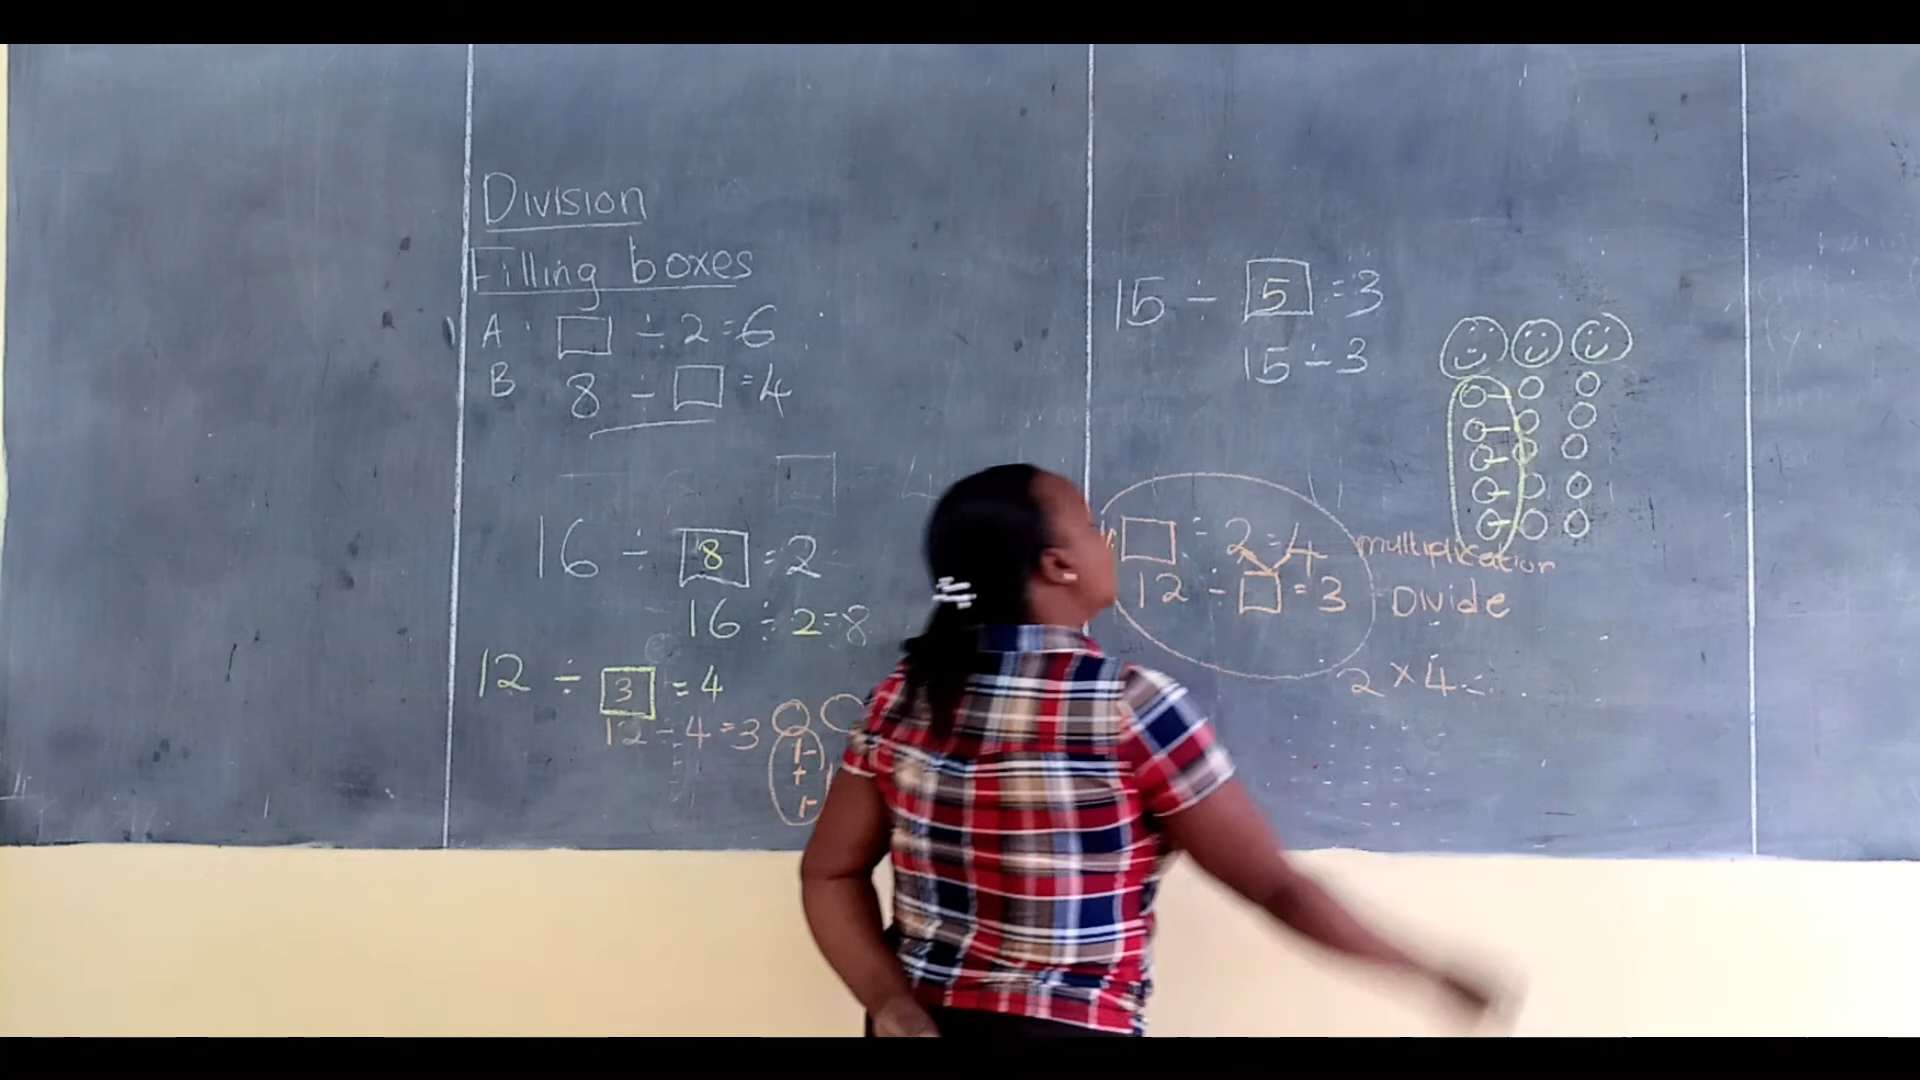 Division
Filling boxes
A □ ÷ 2 = 6
B 8 ÷ □ = 4
16 ÷ 8 = 2
16 ÷ 2 = 8
12 ÷ 3 = 4
12 ÷ 4 = 3
15 ÷ 5 = 3
15 ÷ 3
□ ÷ 2 = 4 multiplication
12 ÷ □ = 3 Divide
2 × 4 =